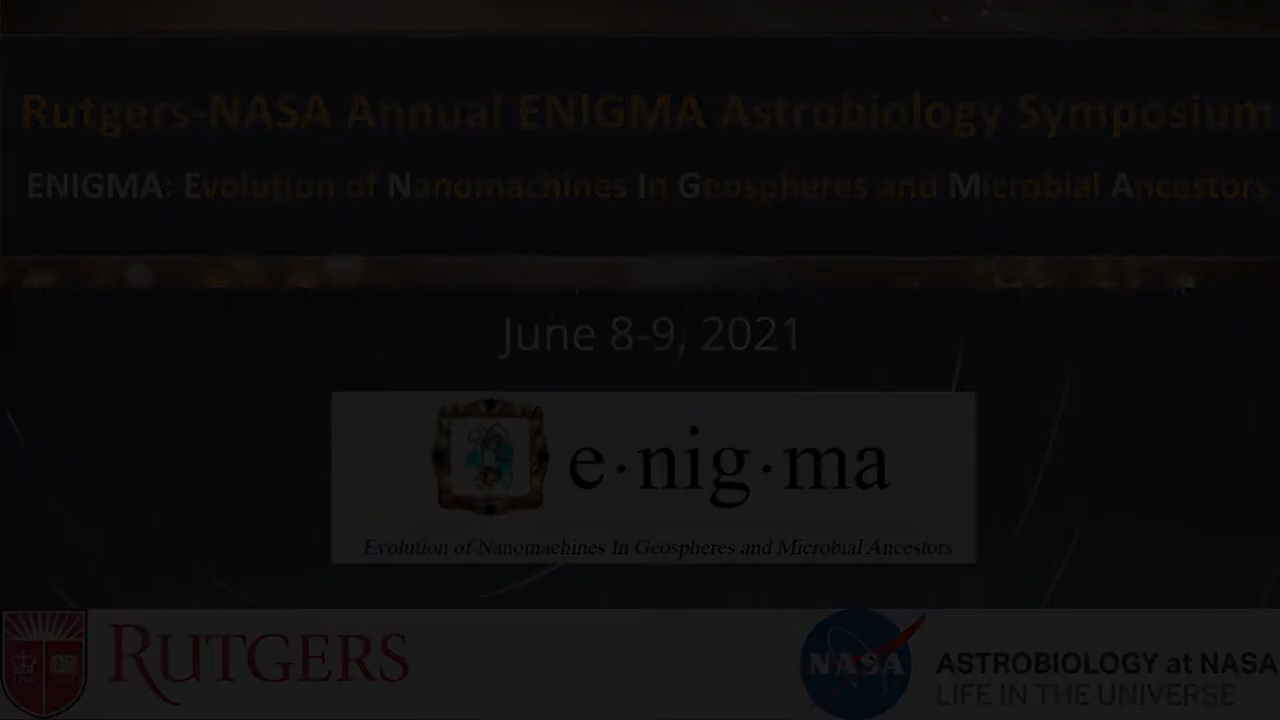 Rutgers-NASA Annual ENIGMA Astrobiology Symposium
ENIGMA: Evolution of Nanomachines In Geospheres and Microbial Ancestors
June 8-9, 2021
e·nig·ma
Evolution of Nanomachines In Geospheres and Microbial Ancestors
RUTGERS
NASA
ASTROBIOLOGY at NASA
LIFE IN THE UNIVERSE